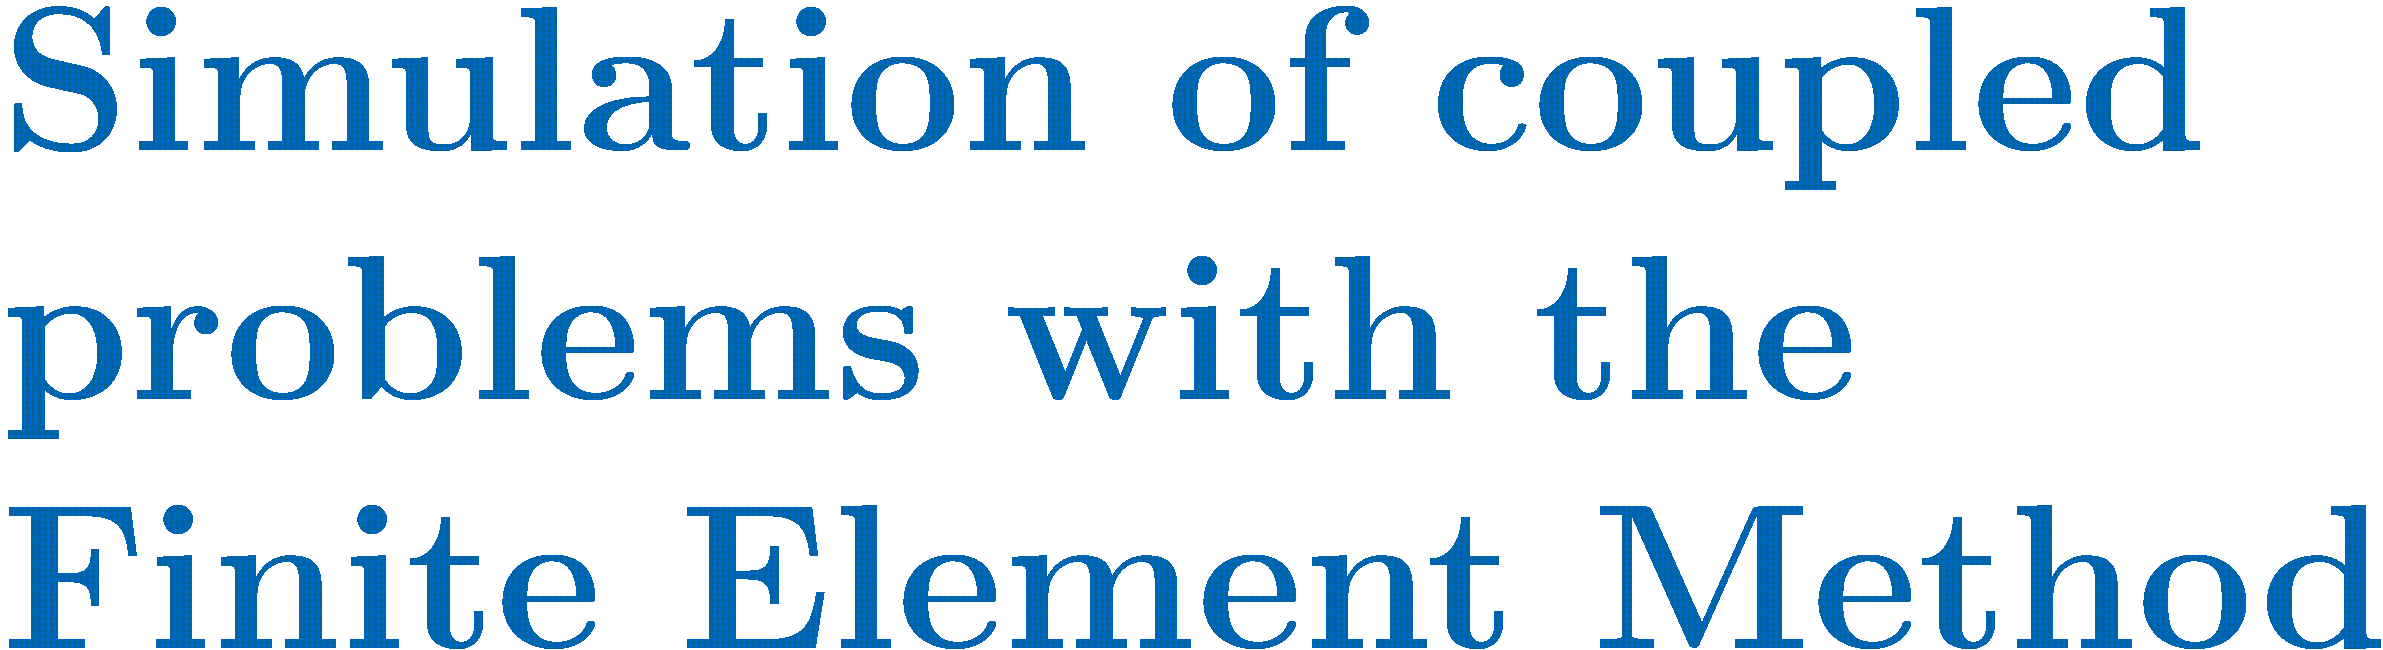 Simulation of coupled
problems with the
Finite Element Method